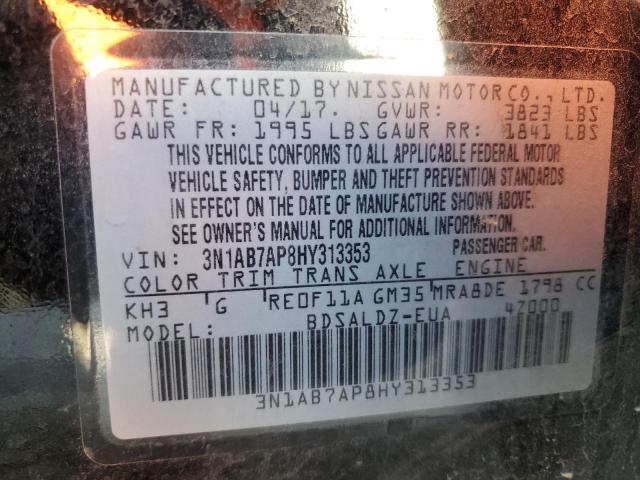 MANUFACTURED BY NISSAN MOTOR CO., LTD.
DATE: 04/17. GVWR: 3823 LBS
GAWR FR: 1995 LBS GAWR RR: 1841 LBS
THIS VEHICLE CONFORMS TO ALL APPLICABLE FEDERAL MOTOR
VEHICLE SAFETY, BUMPER AND THEFT PREVENTION STANDARDS
IN EFFECT ON THE DATE OF MANUFACTURE SHOWN ABOVE.
SEE OWNER'S MANUAL FOR ADDITIONAL INFORMATION.
VIN: 3N1AB7AP8HY313353 PASSENGER CAR.
COLOR TRIM TRANS AXLE ENGINE
KH3 G RE0F11A GM35 MRA8DE 1798 CC
MODEL: BDSALDZ-EUA 4Z000
3N1AB7AP8HY313353